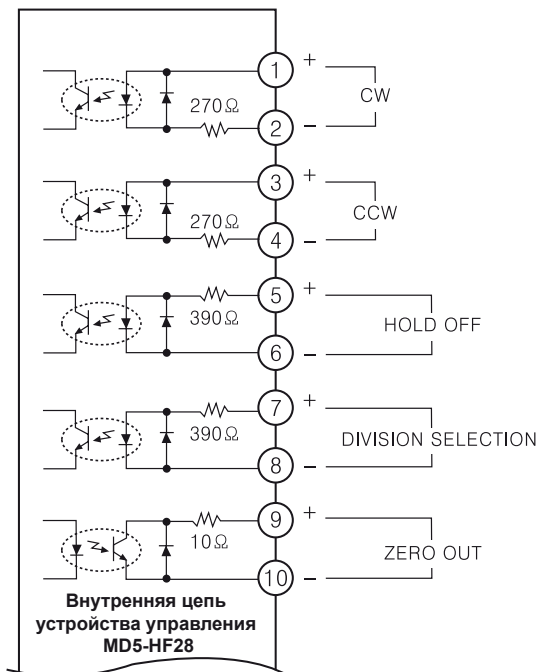 1 +
CW
270Ω
2 −
3 +
CCW
270Ω
4 −
5 +
390Ω
HOLD OFF
6 −
7 +
390Ω
DIVISION SELECTION
8 −
9 +
10Ω
ZERO OUT
10 −
Внутренняя цепь
устройства управления
MD5-HF28